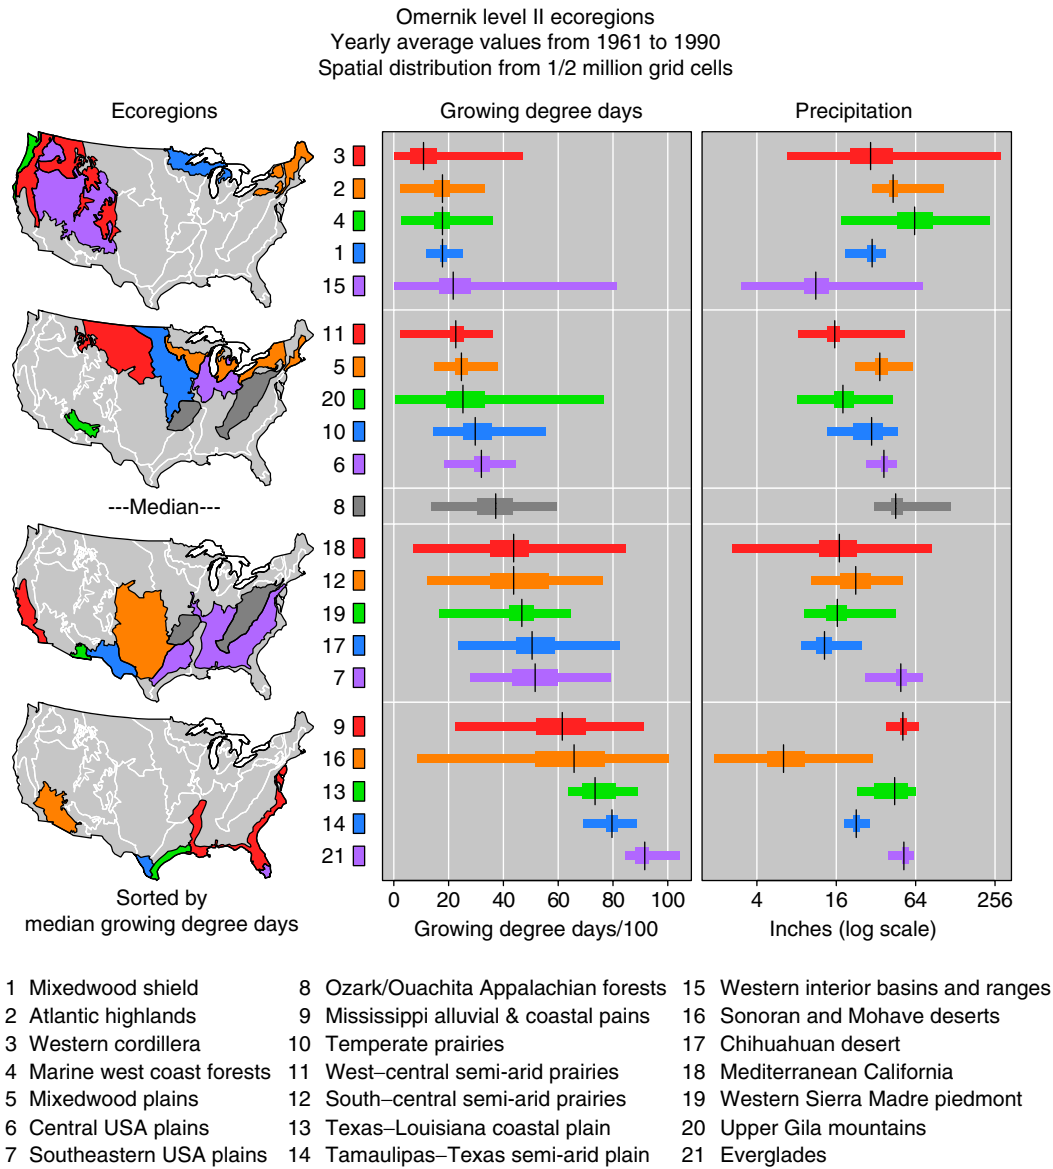 Omernik level II ecoregions
Yearly average values from 1961 to 1990
Spatial distribution from 1/2 million grid cells
Ecoregions
Growing degree days
Precipitation
3
2
4
1
15
11
5
20
10
6
---Median---
8
18
12
19
17
7
9
16
13
14
21
Sorted by
median growing degree days
0 20 40 60 80 100
Growing degree days/100
4 16 64 256
Inches (log scale)
1 Mixedwood shield
2 Atlantic highlands
3 Western cordillera
4 Marine west coast forests
5 Mixedwood plains
6 Central USA plains
7 Southeastern USA plains
8 Ozark/Ouachita Appalachian forests
9 Mississippi alluvial & coastal pains
10 Temperate prairies
11 West–central semi-arid prairies
12 South–central semi-arid prairies
13 Texas–Louisiana coastal plain
14 Tamaulipas–Texas semi-arid plain
15 Western interior basins and ranges
16 Sonoran and Mohave deserts
17 Chihuahuan desert
18 Mediterranean California
19 Western Sierra Madre piedmont
20 Upper Gila mountains
21 Everglades